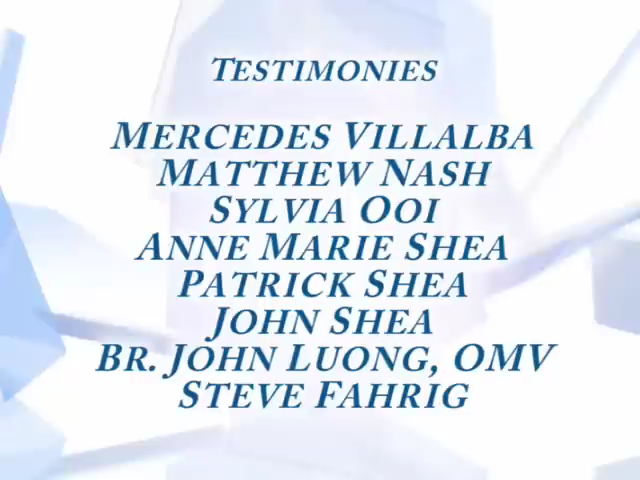 Testimonies
Mercedes Villalba
Matthew Nash
Sylvia Ooi
Anne Marie Shea
Patrick Shea
John Shea
Br. John Luong, OMV
Steve Fahrig